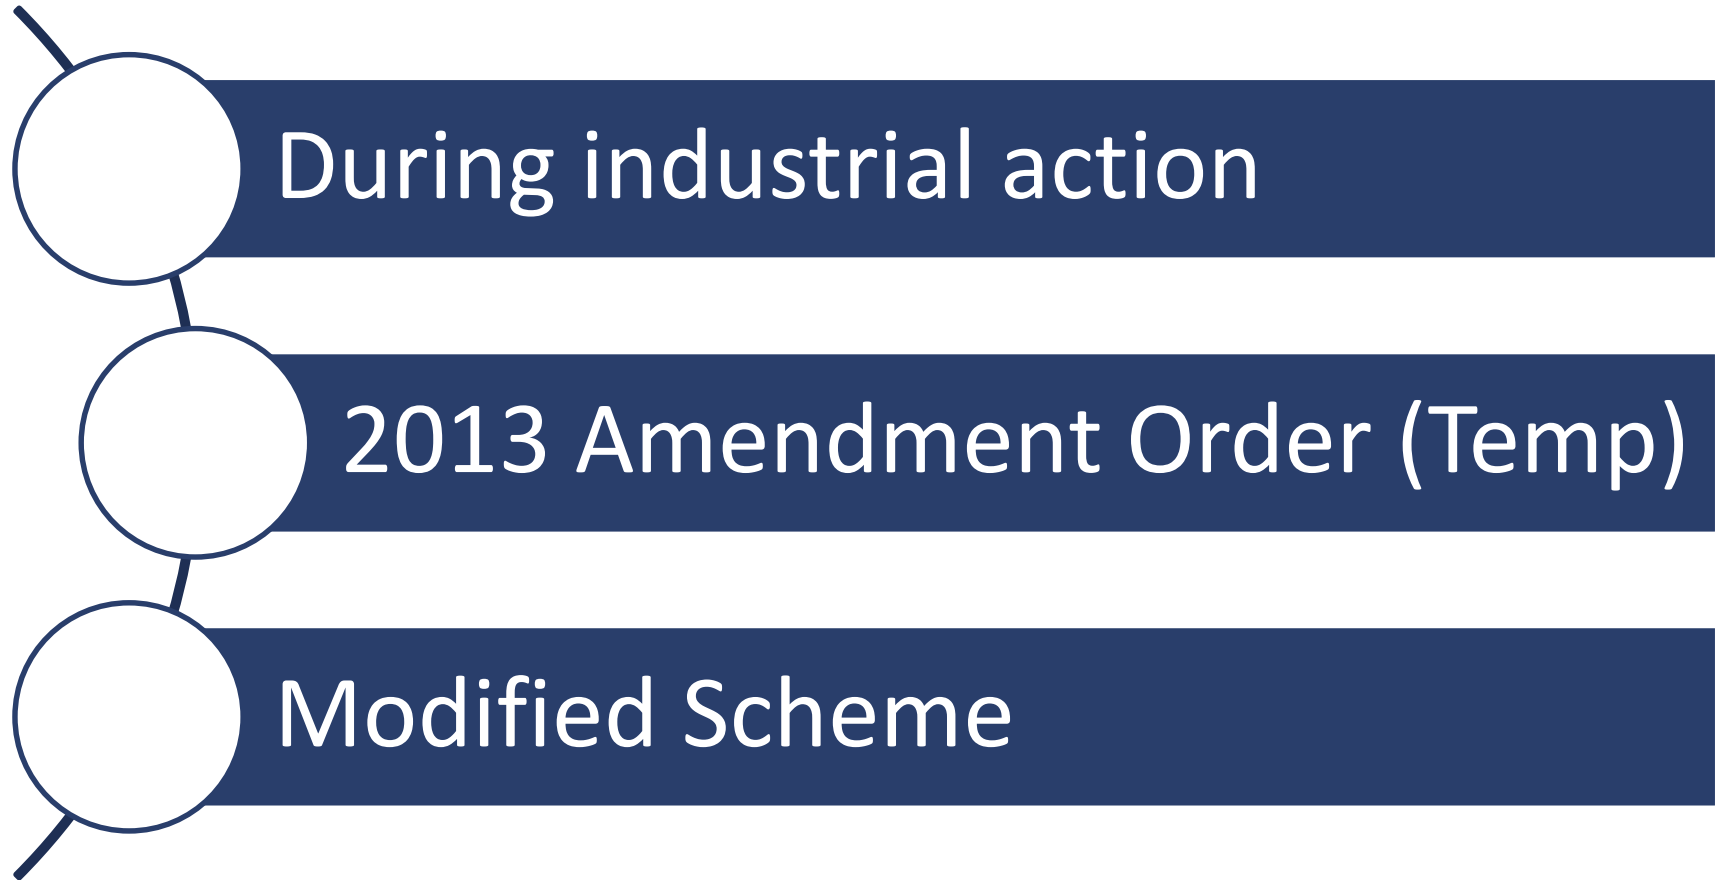 During industrial action
2013 Amendment Order (Temp)
Modified Scheme